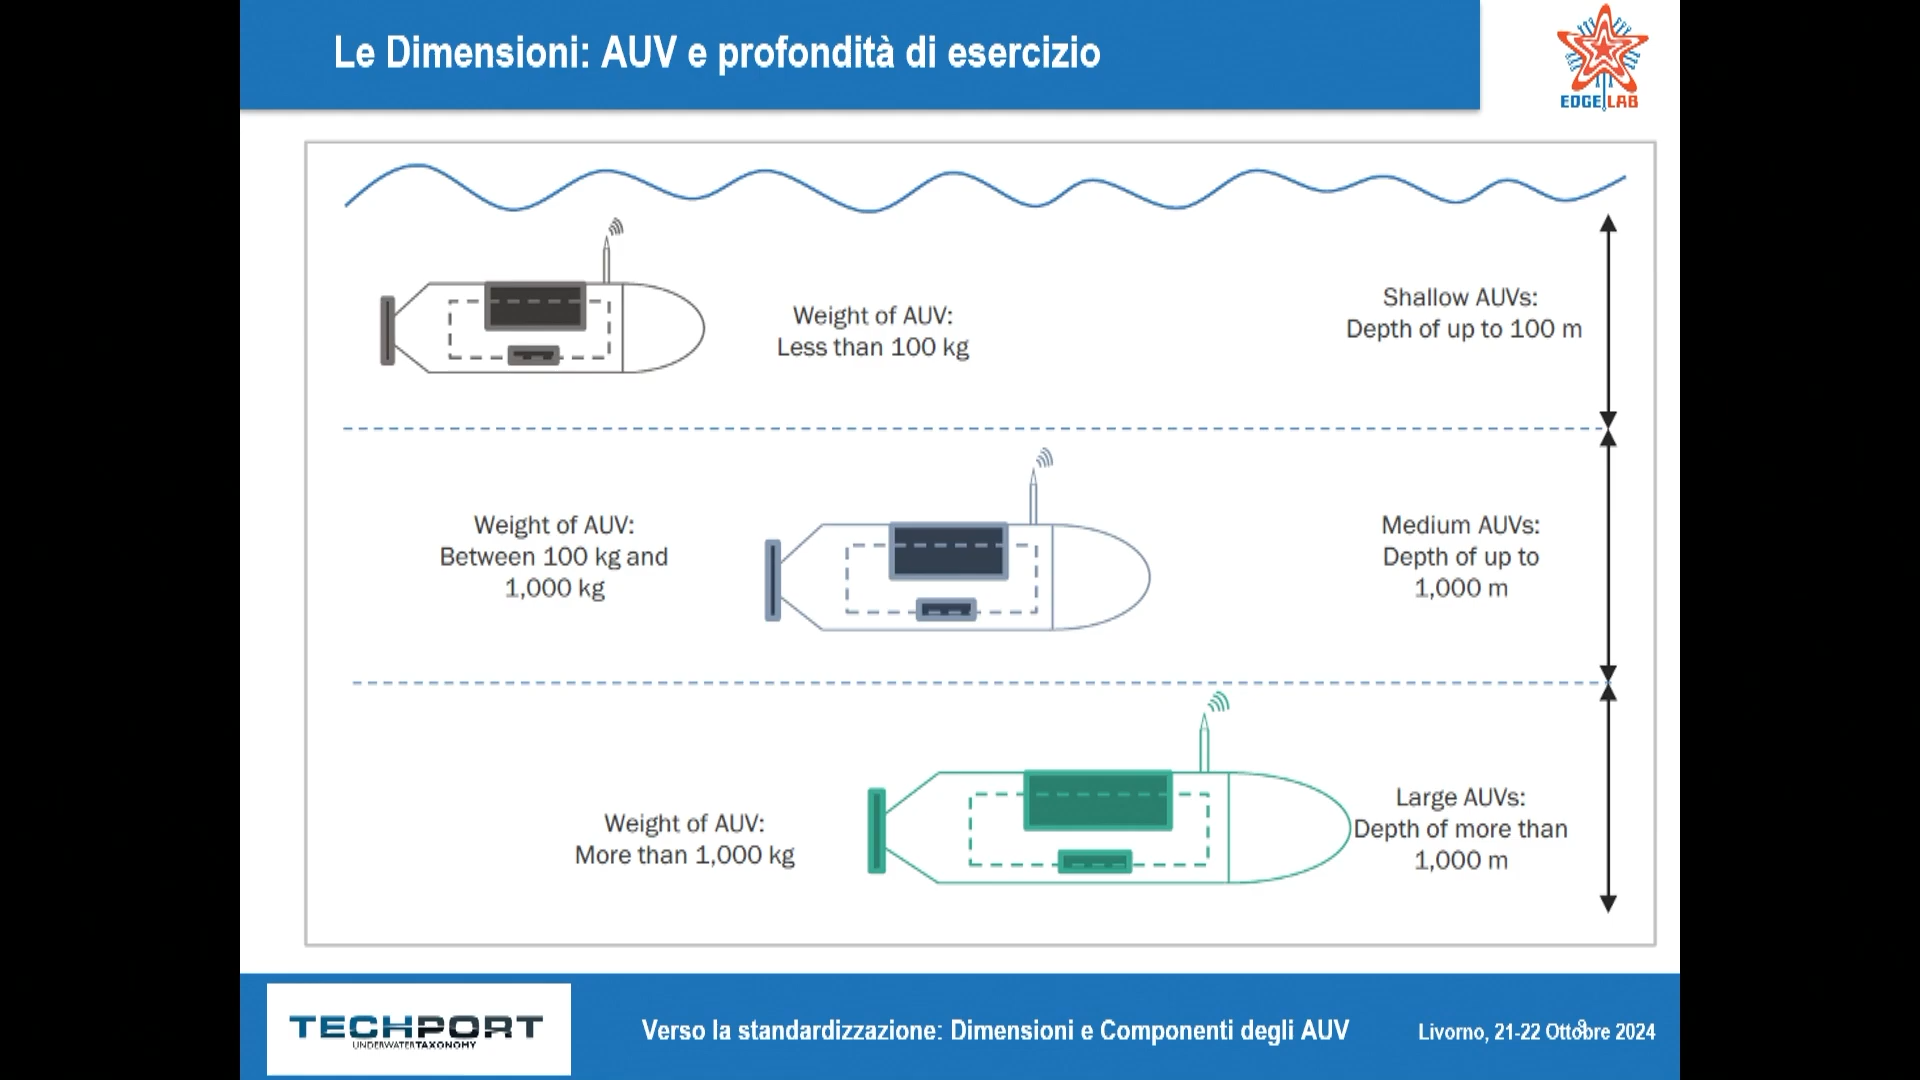 Le Dimensioni: AUV e profondità di esercizio
EDGE LAB
Weight of AUV:
Less than 100 kg
Shallow AUVs:
Depth of up to 100 m
Weight of AUV:
Between 100 kg and
1,000 kg
Medium AUVs:
Depth of up to
1,000 m
Weight of AUV:
More than 1,000 kg
Large AUVs:
Depth of more than
1,000 m
TECHPORT
UNDERWATERTAXONOMY
Verso la standardizzazione: Dimensioni e Componenti degli AUV
Livorno, 21-22 Ottobre 2024